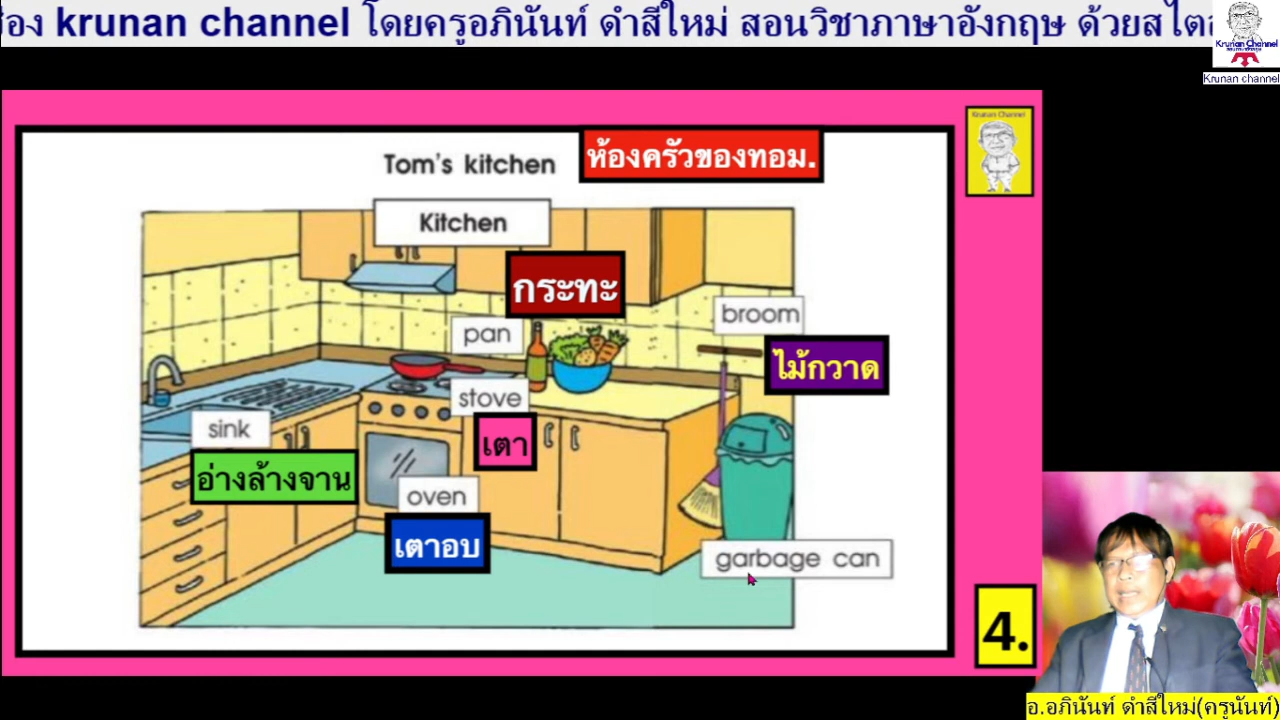 ช่อง krunan channel โดยครูอภินันท์ ดำสีใหม่ สอนวิชาภาษาอังกฤษ ด้วยสไตล
Krunan Channel
Krunan channel
Krunan Channel
Tom's kitchen
ห้องครัวของทอม.
Kitchen
กระทะ
pan
broom
ไม้กวาด
stove
เตา
sink
อ่างล้างจาน
oven
เตาอบ
garbage can
4.
อ.อภินันท์ ดำสีใหม่(ครูนันท์)